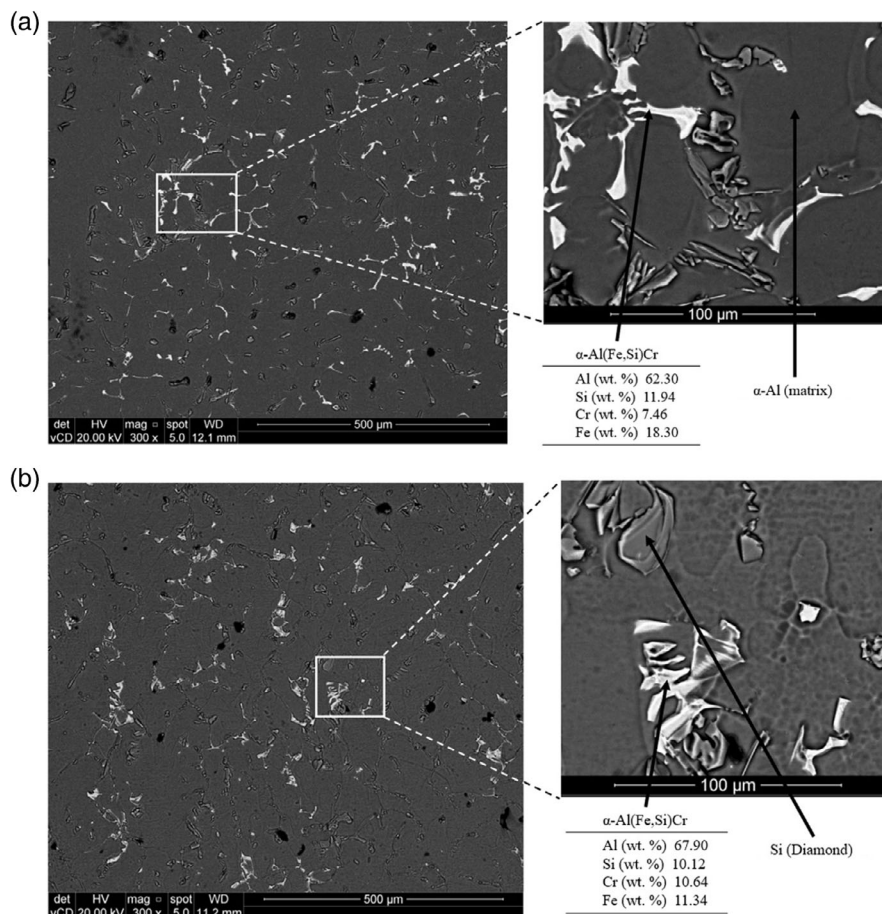 (a)
100 µm
det HV mag □ spot WD
vCD 20.00 kV 300 x 5.0 12.1 mm
500 µm
α-Al(Fe,Si)Cr
Al (wt. %) 62.30
Si (wt. %) 11.94
Cr (wt. %) 7.46
Fe (wt. %) 18.30
α-Al (matrix)
(b)
100 µm
det HV mag □ spot WD
vCD 20.00 kV 300 x 5.0 11.2 mm
500 µm
α-Al(Fe,Si)Cr
Al (wt. %) 67.90
Si (wt. %) 10.12
Cr (wt. %) 10.64
Fe (wt. %) 11.34
Si (Diamond)